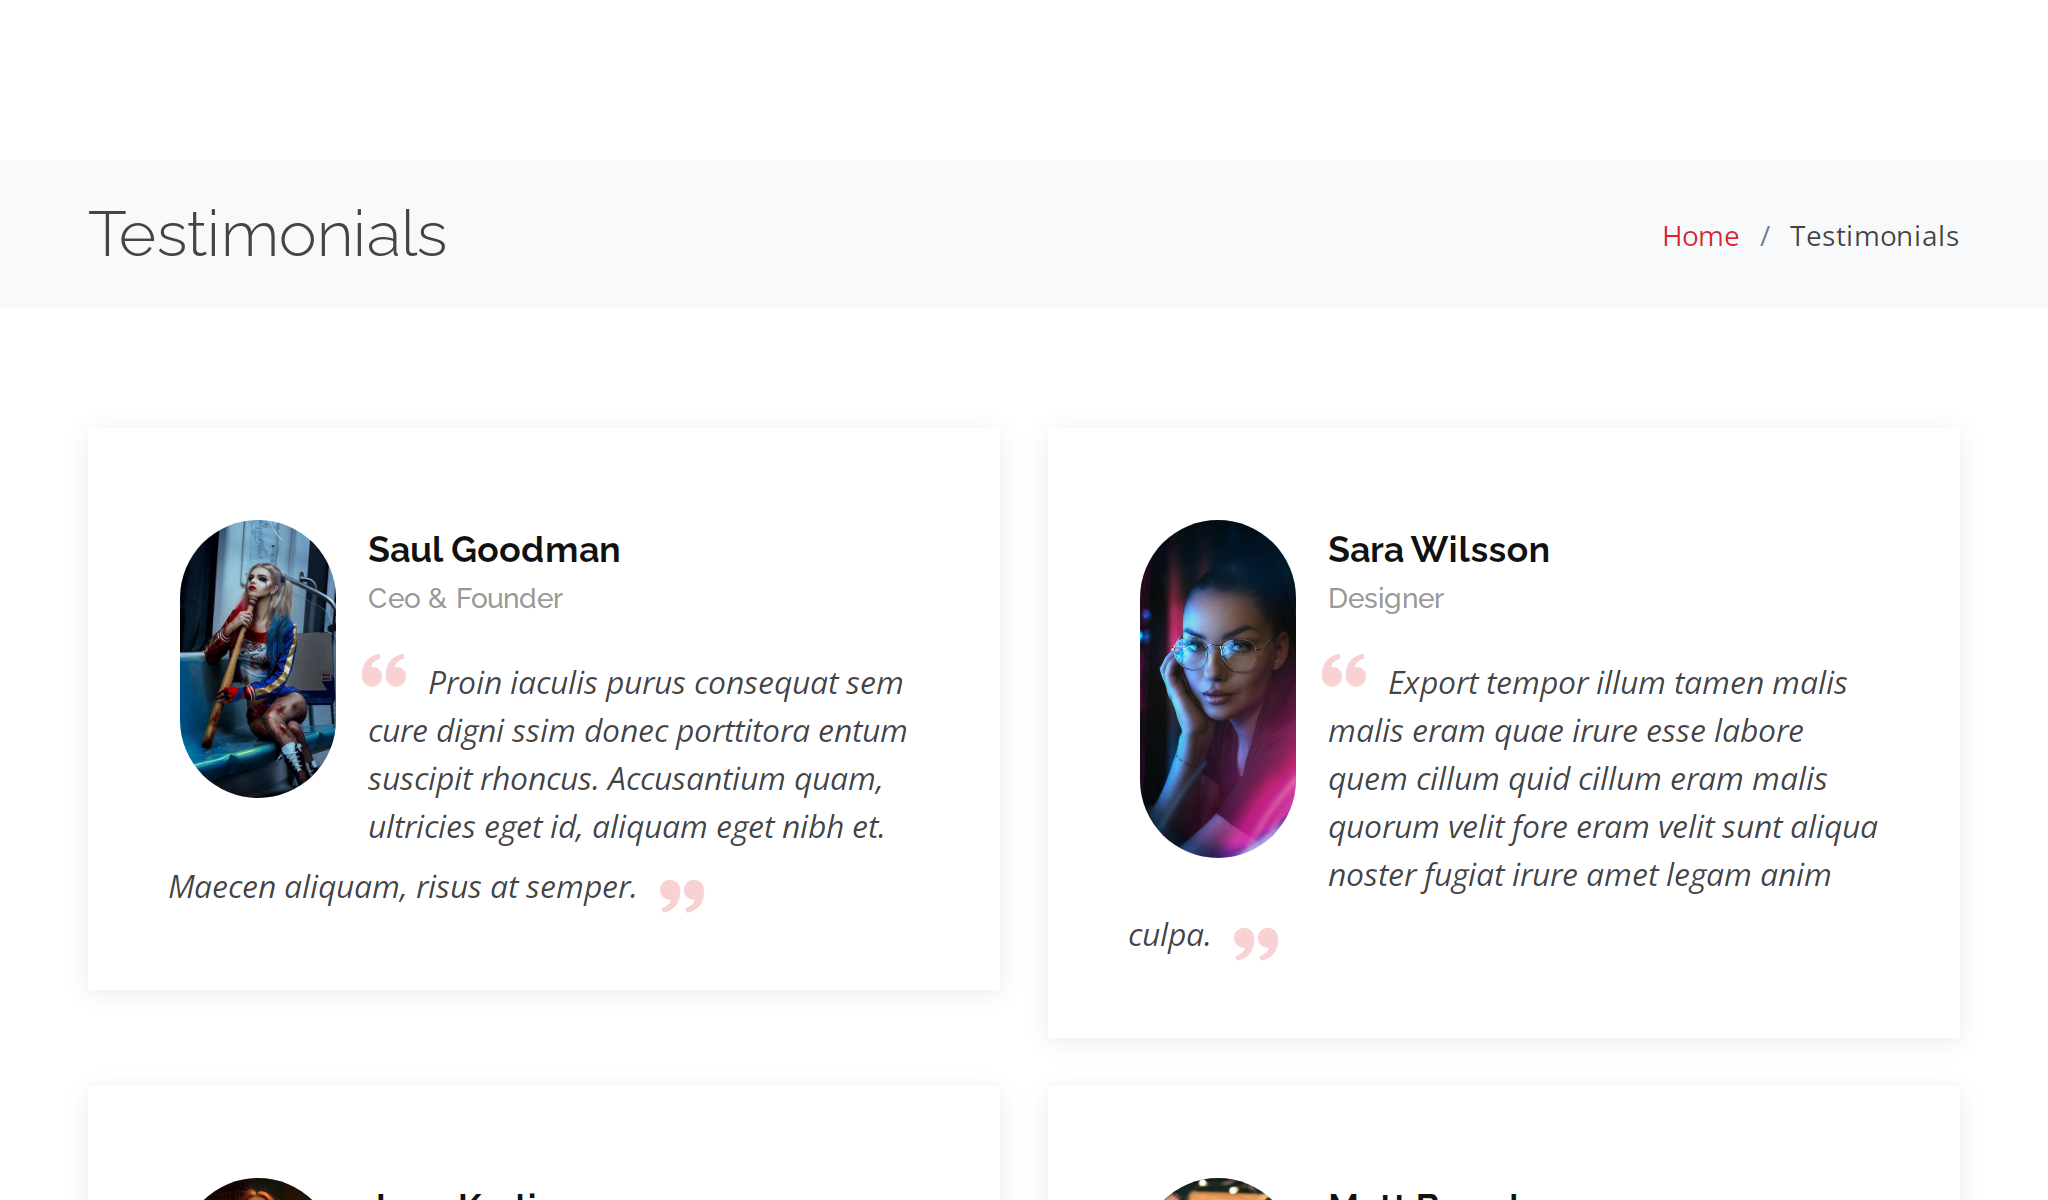 Testimonials
Home / Testimonials
Saul Goodman
Ceo & Founder
Proin iaculis purus consequat sem
cure digni ssim donec porttitora entum
suscipit rhoncus. Accusantium quam,
ultricies eget id, aliquam eget nibh et.
Maecen aliquam, risus at semper.
Sara Wilsson
Designer
Export tempor illum tamen malis
malis eram quae irure esse labore
quem cillum quid cillum eram malis
quorum velit fore eram velit sunt aliqua
noster fugiat irure amet legam anim
culpa.